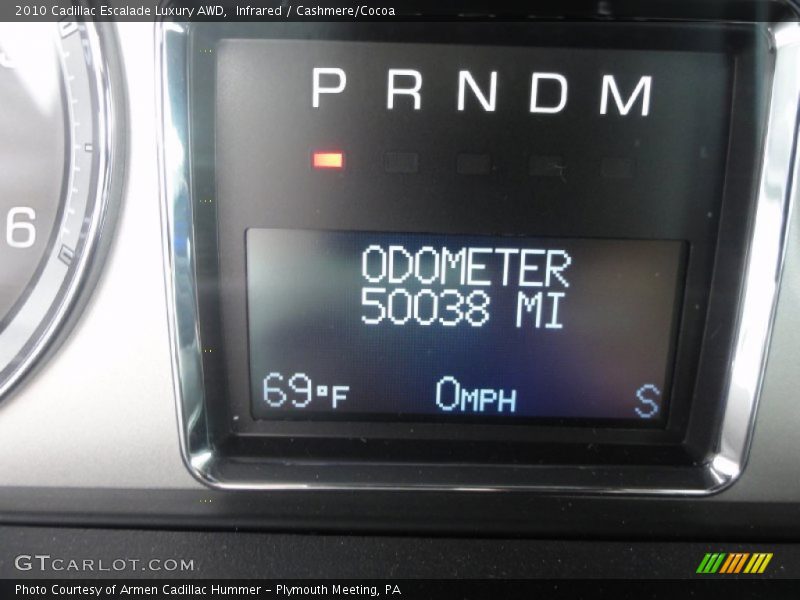 2010 Cadillac Escalade Luxury AWD, Infrared / Cashmere/Cocoa
P R N D M
6
ODOMETER
50038 MI
69°F 0MPH S
GTCARLOT.COM
Photo Courtesy of Armen Cadillac Hummer - Plymouth Meeting, PA